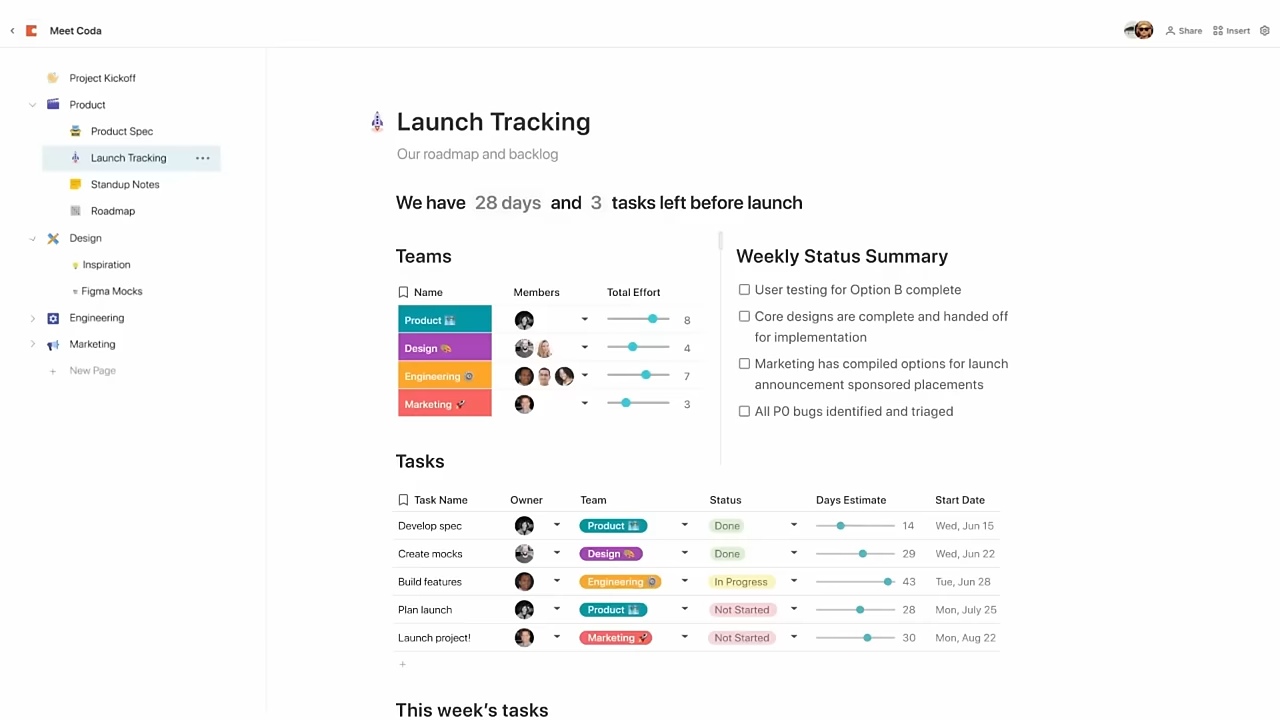 Meet Coda
Share
Insert
Project Kickoff
Product
Product Spec
Launch Tracking
Standup Notes
Roadmap
Design
Inspiration
Figma Mocks
Engineering
Marketing
New Page
Launch Tracking
Our roadmap and backlog
We have 28 days and 3 tasks left before launch
Teams
Name Members Total Effort
Product 8
Design 4
Engineering 7
Marketing 3
Weekly Status Summary
User testing for Option B complete
Core designs are complete and handed off
for implementation
Marketing has compiled options for launch
announcement sponsored placements
All P0 bugs identified and triaged
Tasks
Task Name Owner Team Status Days Estimate Start Date
Develop spec Product Done 14 Wed, Jun 15
Create mocks Design Done 29 Wed, Jun 22
Build features Engineering In Progress 43 Tue, Jun 28
Plan launch Product Not Started 28 Mon, July 25
Launch project! Marketing Not Started 30 Mon, Aug 22
This week's tasks